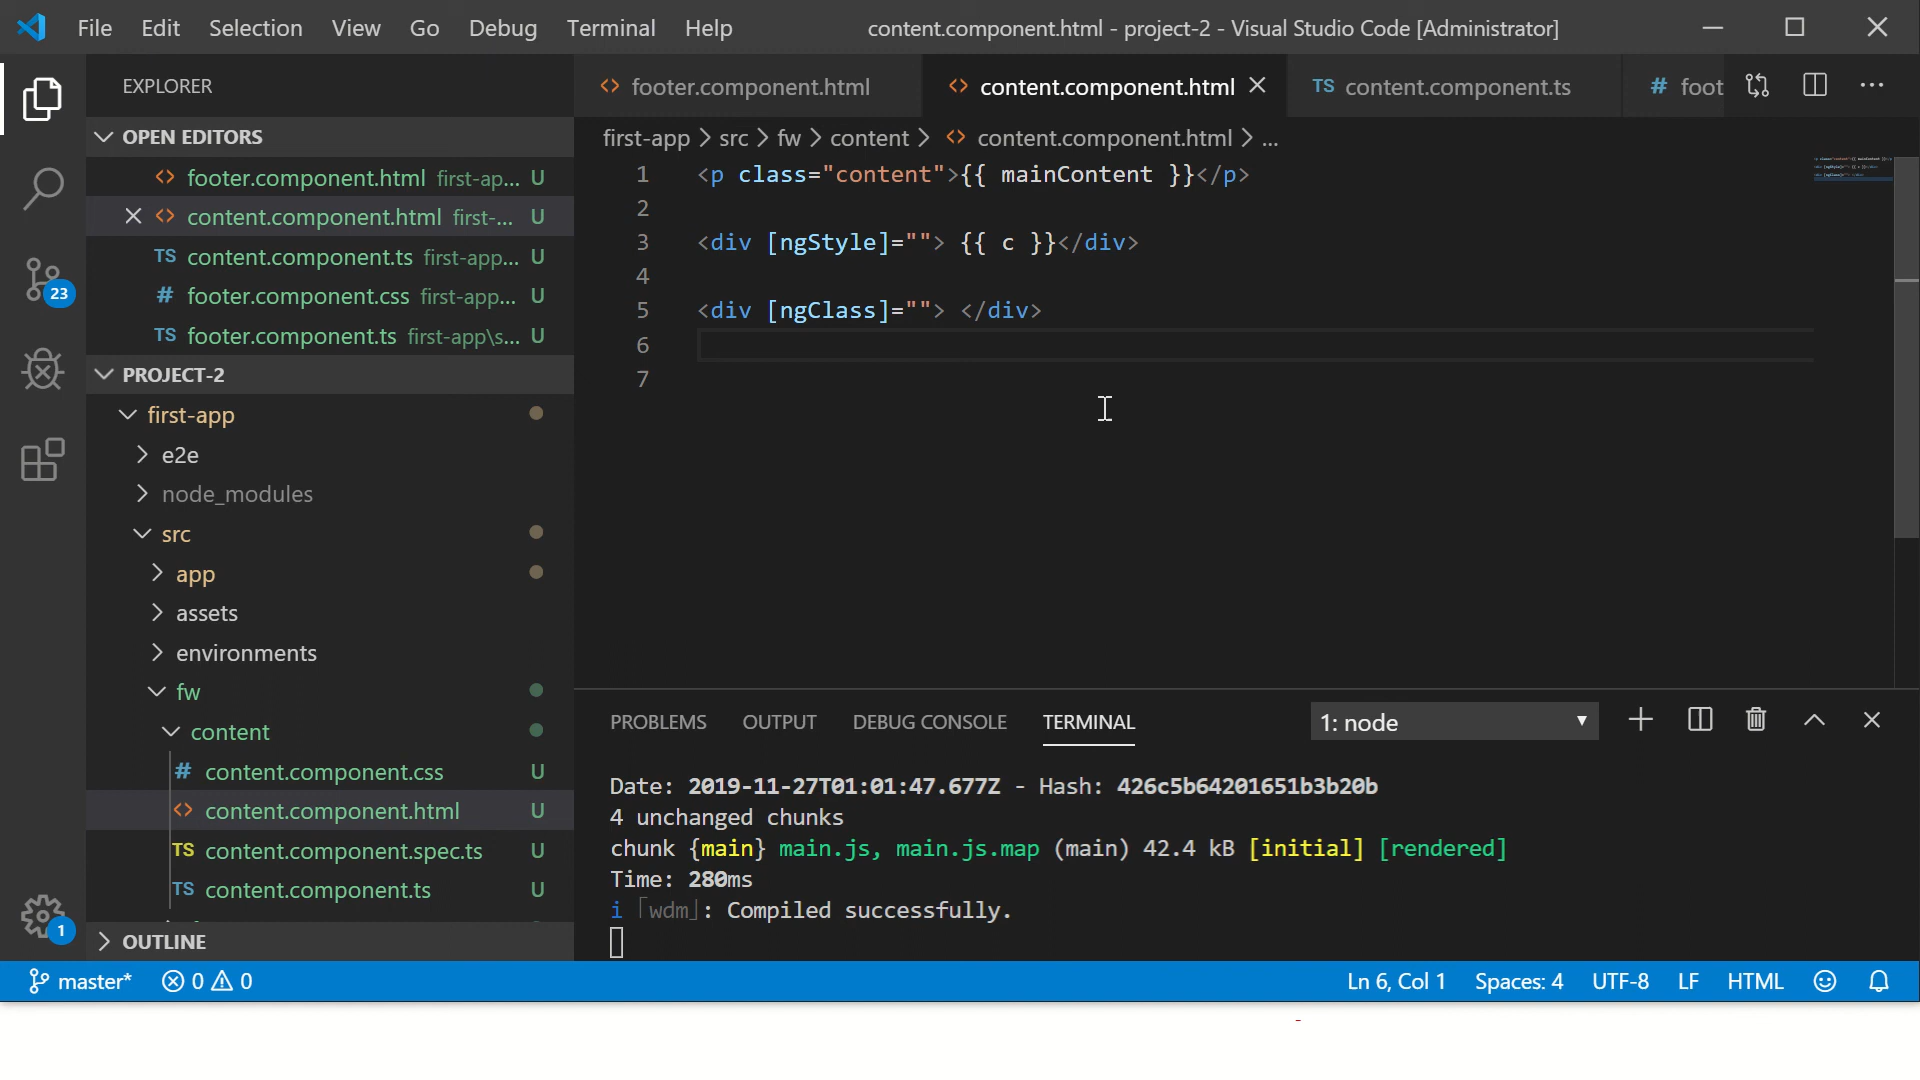 File Edit Selection View Go Debug Terminal Help content.component.html - project-2 - Visual Studio Code [Administrator]
EXPLORER
OPEN EDITORS
footer.component.html first-ap... U
content.component.html first-... U
TS content.component.ts first-app... U
# footer.component.css first-app... U
TS footer.component.ts first-app\s... U
PROJECT-2
first-app
e2e
node_modules
src
app
assets
environments
fw
content
# content.component.css U
content.component.html U
TS content.component.spec.ts U
TS content.component.ts U
OUTLINE
23
1
footer.component.html content.component.html TS content.component.ts # foot
first-app > src > fw > content > content.component.html > ...
1 <p class="content">{{ mainContent }}</p>
2
3 <div [ngStyle]=""> {{ c }}</div>
4
5 <div [ngClass]=""> </div>
6
7
PROBLEMS OUTPUT DEBUG CONSOLE TERMINAL 1: node
Date: 2019-11-27T01:01:47.677Z - Hash: 426c5b64201651b3b20b
4 unchanged chunks
chunk {main} main.js, main.js.map (main) 42.4 kB [initial] [rendered]
Time: 280ms
i ｢wdm｣: Compiled successfully.
master* 0 0 Ln 6, Col 1 Spaces: 4 UTF-8 LF HTML